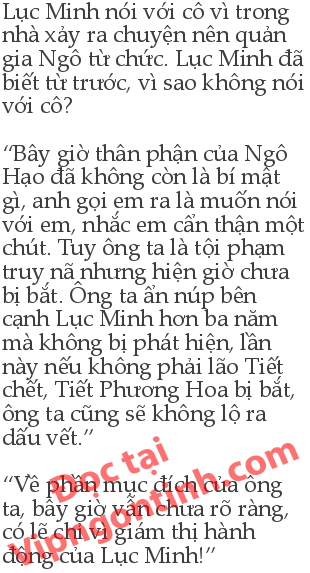 Lục Minh nói với cô vì trong
nhà xảy ra chuyện nên quản
gia Ngô từ chức. Lục Minh đã
biết từ trước, vì sao không nói
với cô?
“Bây giờ thân phận của Ngô
Hạo đã không còn là bí mật
gì, anh gọi em ra là muốn nói
với em, nhắc em cẩn thận một
chút. Tuy ông ta là tội phạm
truy nã nhưng hiện giờ chưa
bị bắt. Ông ta ẩn núp bên
cạnh Lục Minh hơn ba năm
mà không bị phát hiện, lần
này nếu không phải lão Tiết
chết, Tiết Phương Hoa bị bắt,
ông ta cũng sẽ không lộ ra
dấu vết.”
“Về phần mục đích của ông
ta, bây giờ vẫn chưa rõ ràng,
có lẽ chỉ vì giám thị hành
động của Lục Minh!”
Đọc tại
Vipngontinh.com